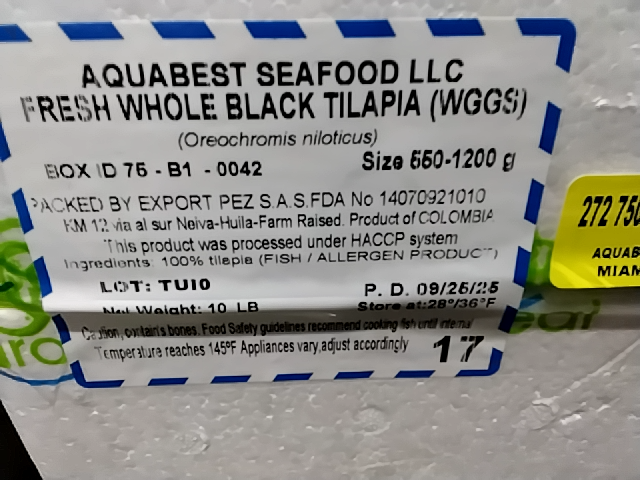 AQUABEST SEAFOOD LLC
FRESH WHOLE BLACK TILAPIA (WGGS)
(Oreochromis niloticus)
BOX ID 75 - B1 - 0042 Size 550-1200 g
PACKED BY EXPORT PEZ S.A.S.FDA No 14070921010
KM 12 via al sur Neiva-Huila-Farm Raised. Product of COLOMBIA
This product was processed under HACCP system
Ingredients: 100% tilapia (FISH / ALLERGEN PRODUCT)
LOT: TUI0 P. D. 09/25/25
Net Weight: 10 LB Store at:28°/36°F
Caution, contains bones. Food Safety guidelines recommend cooking fish until internal
Temperature reaches 145ºF Appliances vary,adjust accordingly 17
272 750
AQUAB
MIAM